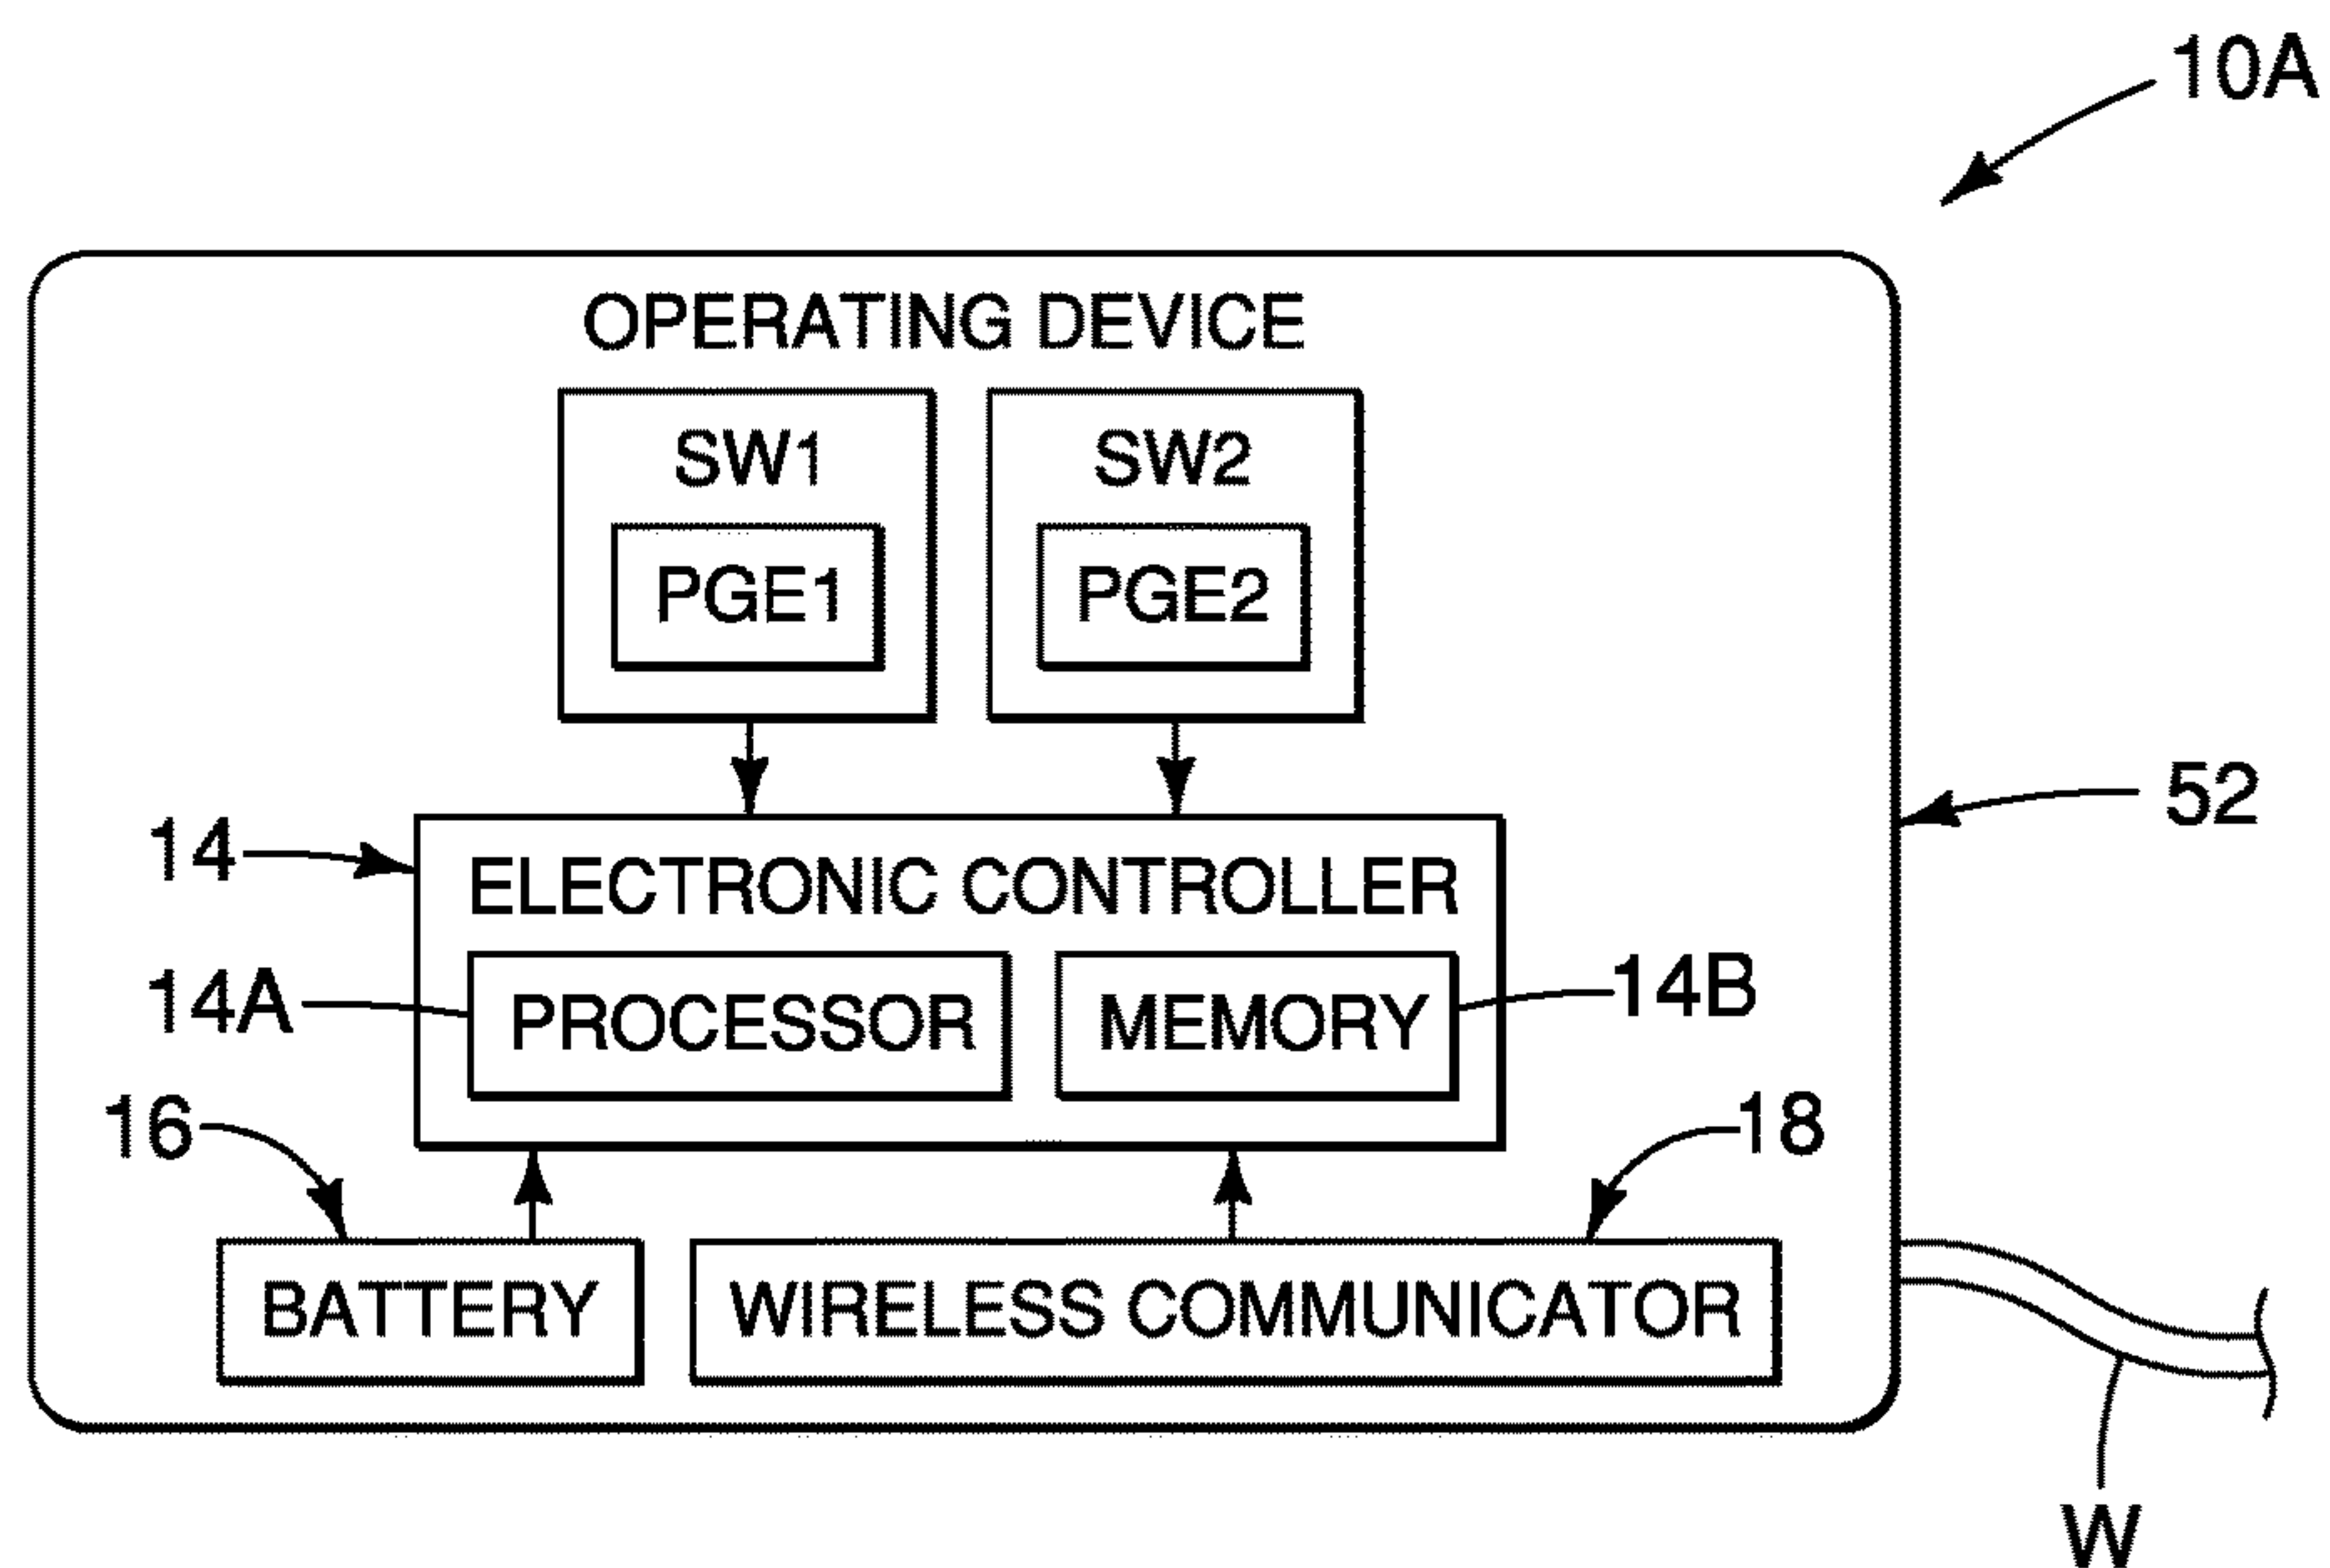 10A
OPERATING DEVICE
SW1 SW2
PGE1 PGE2
52
14
ELECTRONIC CONTROLLER
14A PROCESSOR MEMORY 14B
16 18
BATTERY WIRELESS COMMUNICATOR
W